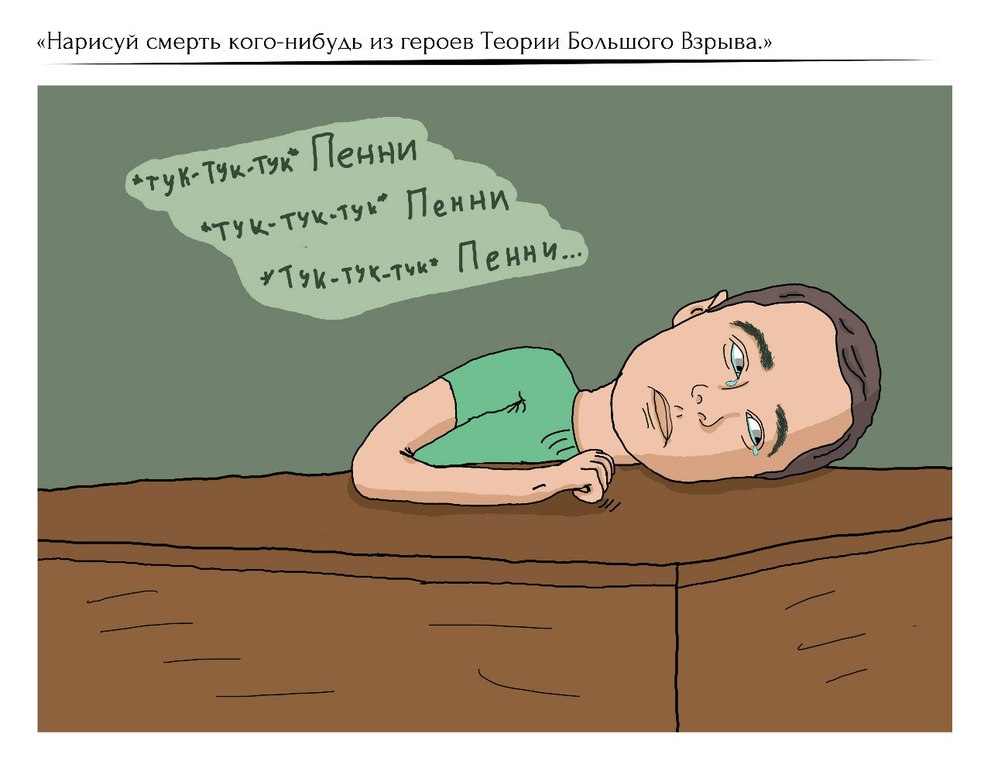 «Нарисуй смерть кого-нибудь из героев Теории Большого Взрыва.»
*тук-тук-тук* Пенни
*тук-тук-тук* Пенни
*тук-тук-тук* Пенни...